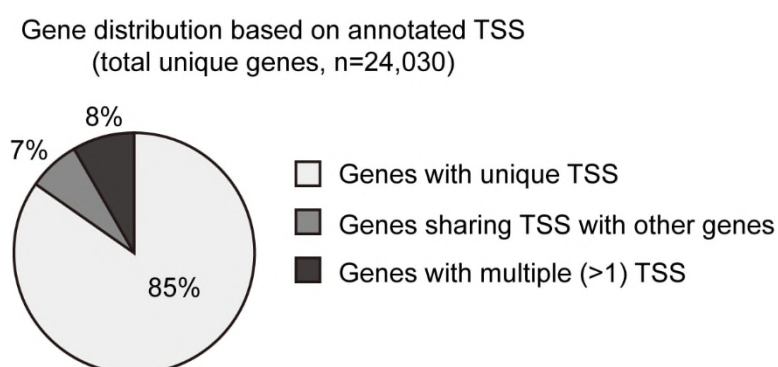 Gene distribution based on annotated TSS
(total unique genes, n=24,030)
8%
7%
85%
Genes with unique TSS
Genes sharing TSS with other genes
Genes with multiple (>1) TSS